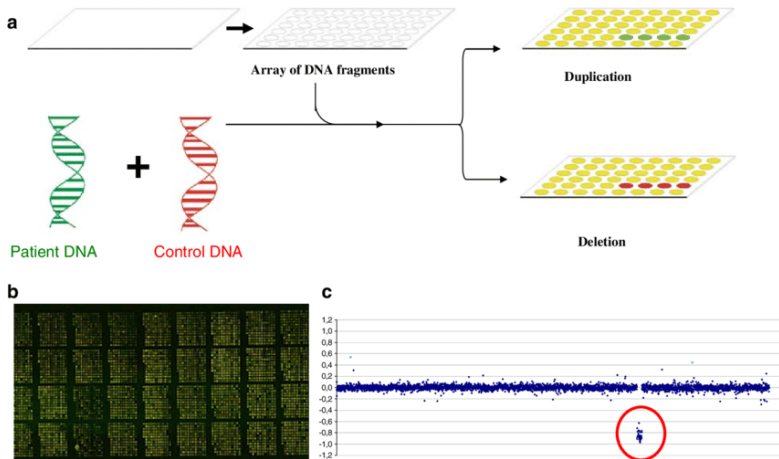 a
Array of DNA fragments
Duplication
Patient DNA
Control DNA
Deletion
b
c
1,2
1,0
0,8
0,6
0,4
0,2
0,0
-0,2
-0,4
-0,6
-0,8
-1,0
-1,2